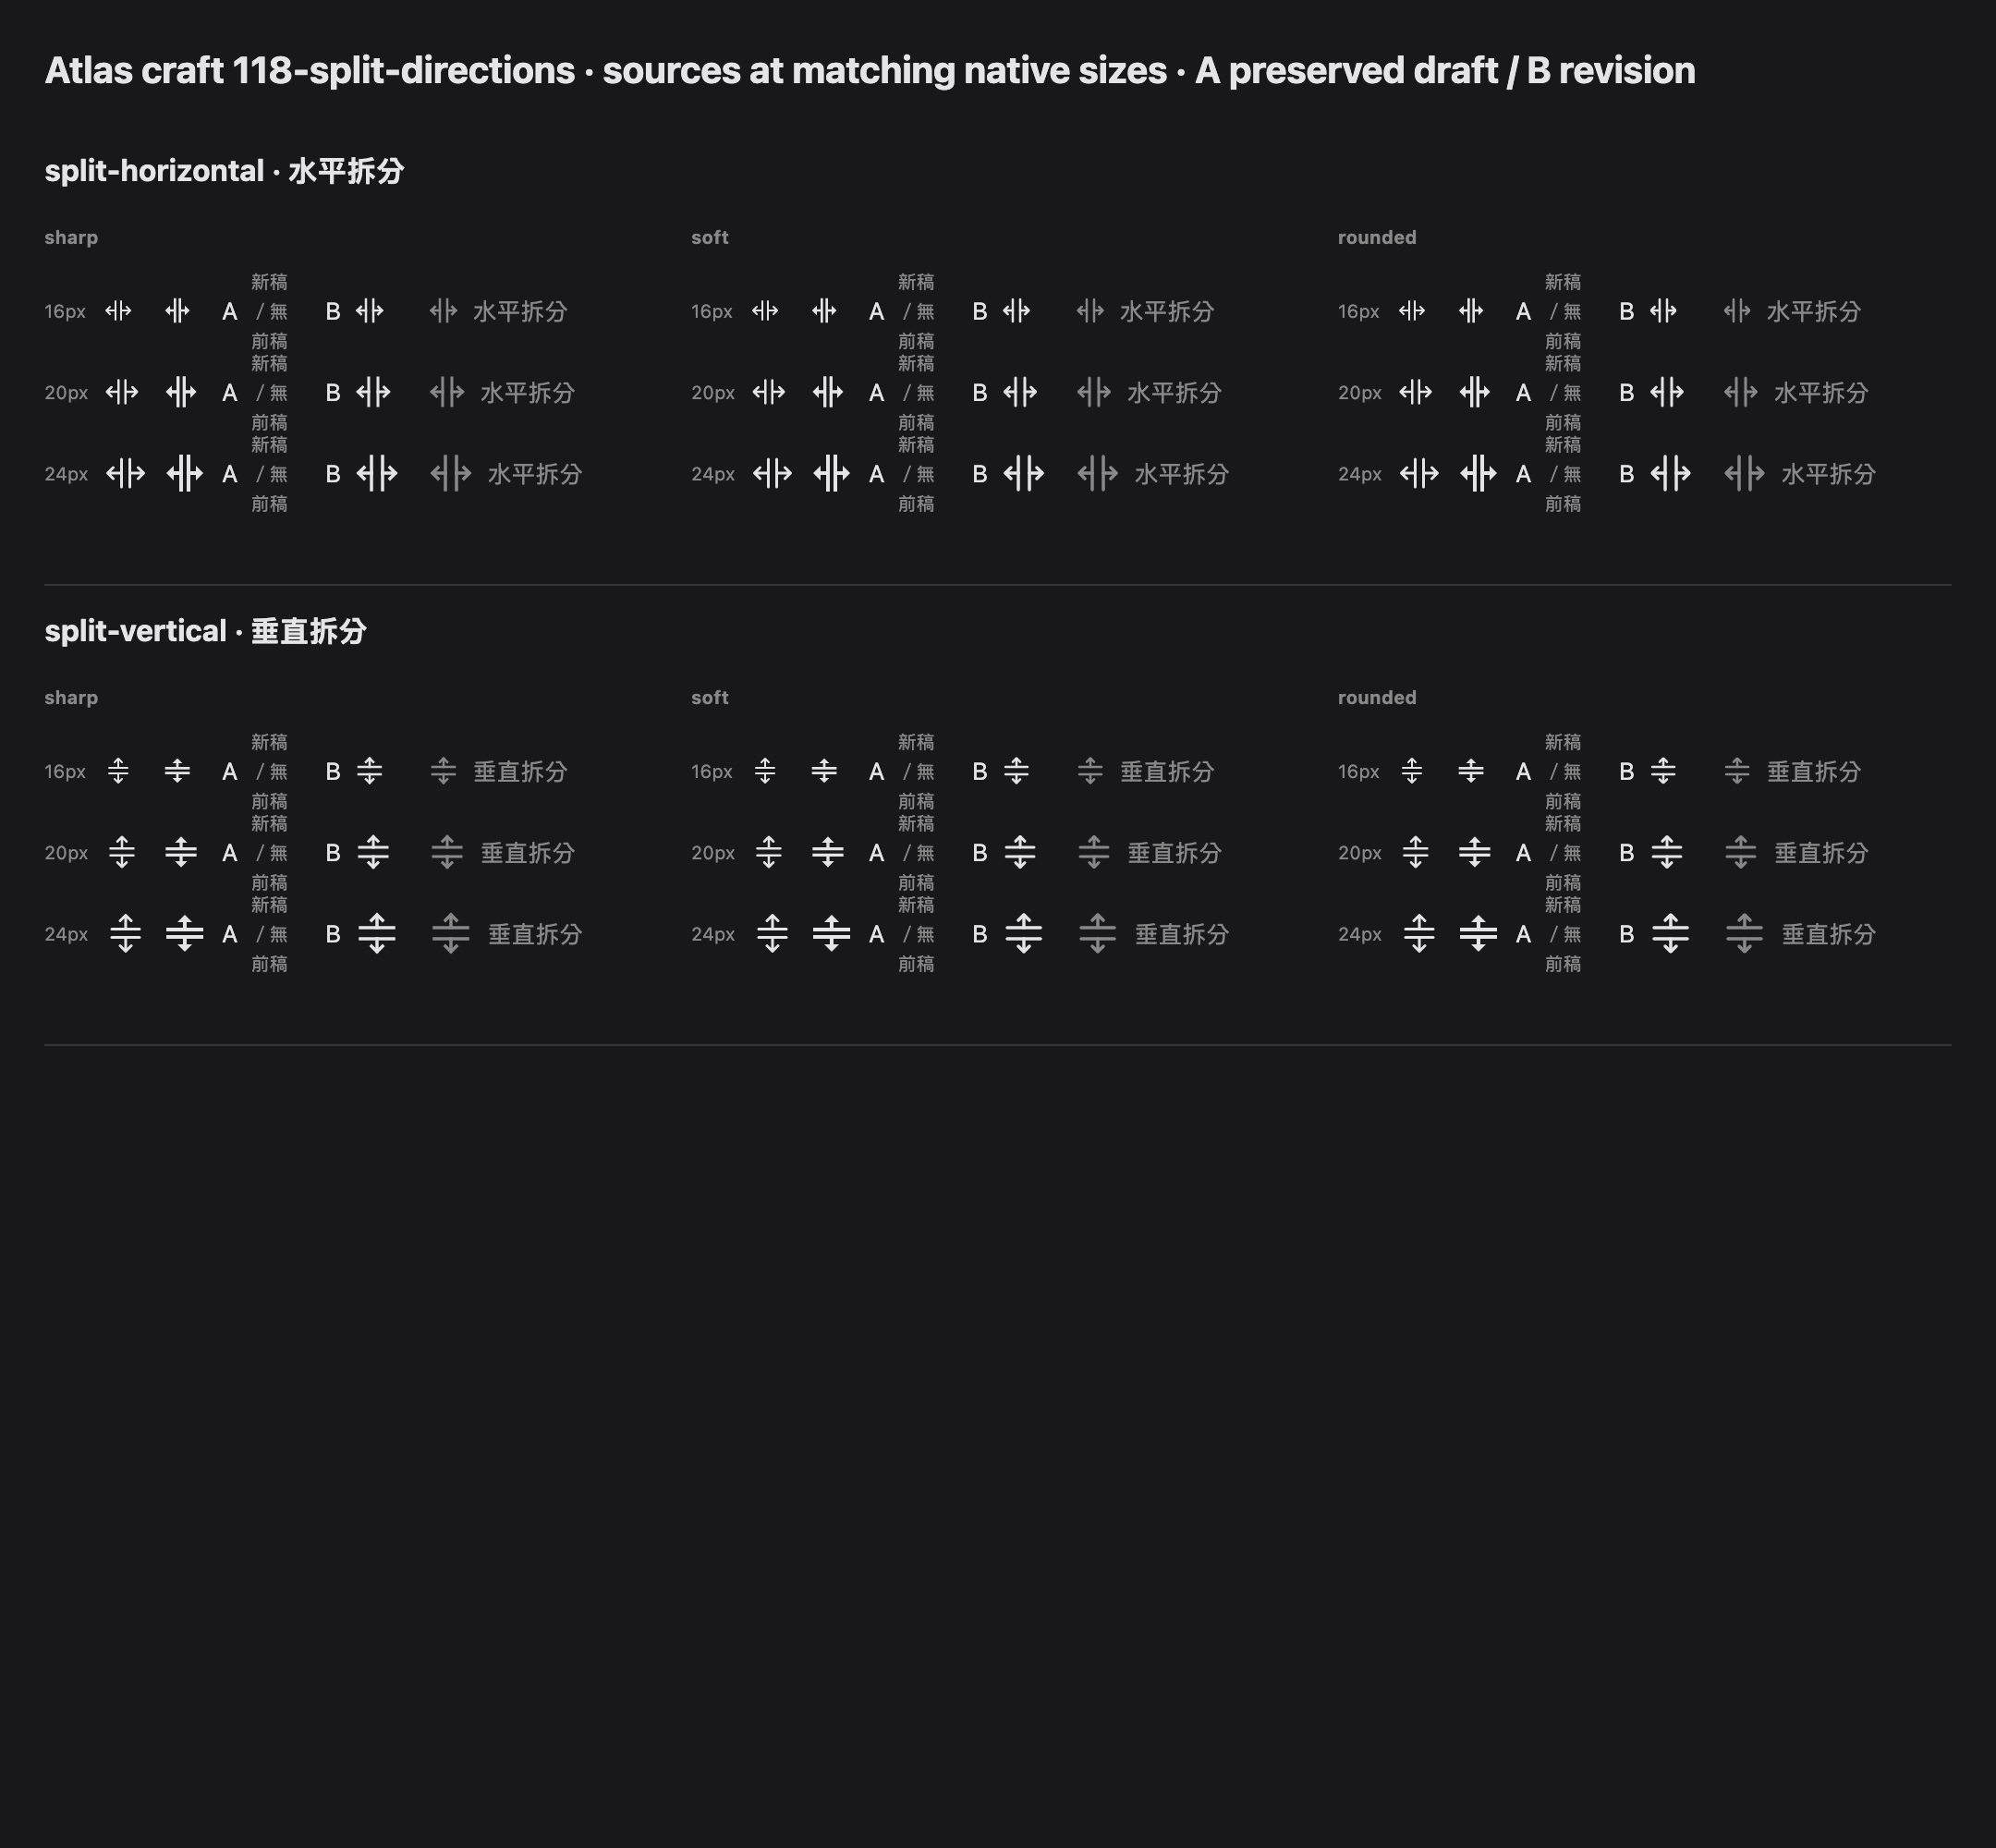 Atlas craft 118-split-directions · sources at matching native sizes · A preserved draft / B revision
split-horizontal · 水平拆分
sharp
16px A 新稿 / 無 前稿 B 水平拆分
20px A 新稿 / 無 前稿 B 水平拆分
24px A 新稿 / 無 前稿 B 水平拆分
soft
16px A 新稿 / 無 前稿 B 水平拆分
20px A 新稿 / 無 前稿 B 水平拆分
24px A 新稿 / 無 前稿 B 水平拆分
rounded
16px A 新稿 / 無 前稿 B 水平拆分
20px A 新稿 / 無 前稿 B 水平拆分
24px A 新稿 / 無 前稿 B 水平拆分
split-vertical · 垂直拆分
sharp
16px A 新稿 / 無 前稿 B 垂直拆分
20px A 新稿 / 無 前稿 B 垂直拆分
24px A 新稿 / 無 前稿 B 垂直拆分
soft
16px A 新稿 / 無 前稿 B 垂直拆分
20px A 新稿 / 無 前稿 B 垂直拆分
24px A 新稿 / 無 前稿 B 垂直拆分
rounded
16px A 新稿 / 無 前稿 B 垂直拆分
20px A 新稿 / 無 前稿 B 垂直拆分
24px A 新稿 / 無 前稿 B 垂直拆分